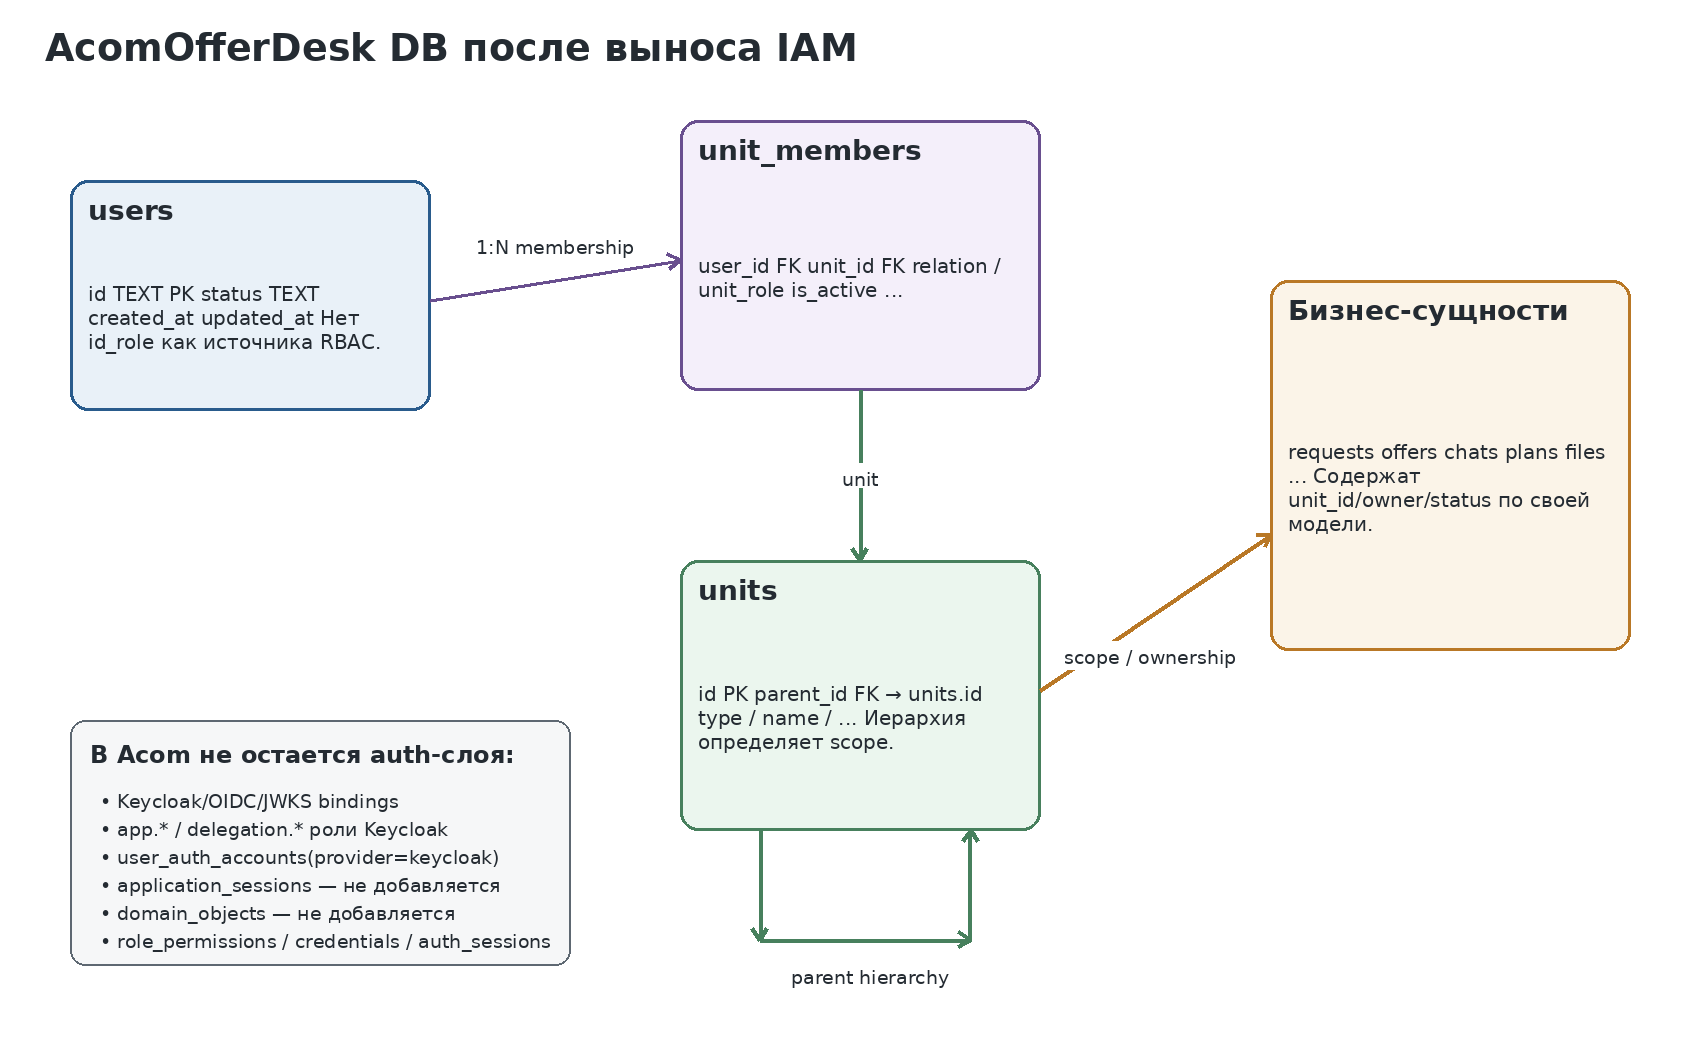 AcomOfferDesk DB после выноса IAM
users
id TEXT PK status TEXT
created_at updated_at Нет
id_role как источника RBAC.
1:N membership
unit_members
user_id FK unit_id FK relation /
unit_role is_active ...
unit
units
id PK parent_id FK → units.id
type / name / ... Иерархия
определяет scope.
parent hierarchy
scope / ownership
Бизнес-сущности
requests offers chats plans files
... Содержат
unit_id/owner/status по своей
модели.
В Acom не остается auth-слоя:
• Keycloak/OIDC/JWKS bindings
• app.* / delegation.* роли Keycloak
• user_auth_accounts(provider=keycloak)
• application_sessions — не добавляется
• domain_objects — не добавляется
• role_permissions / credentials / auth_sessions